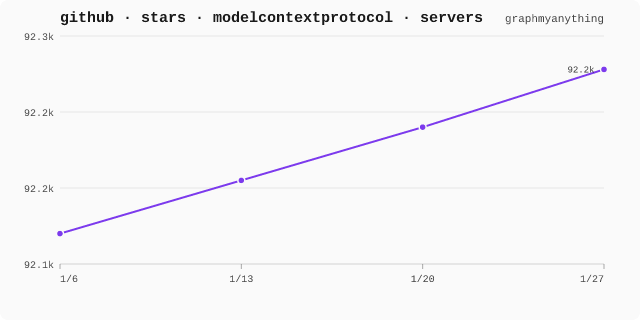 github · stars · modelcontextprotocol · servers
graphmyanything
92.3k
92.2k
92.2k
92.2k
92.1k
1/6
1/13
1/20
1/27